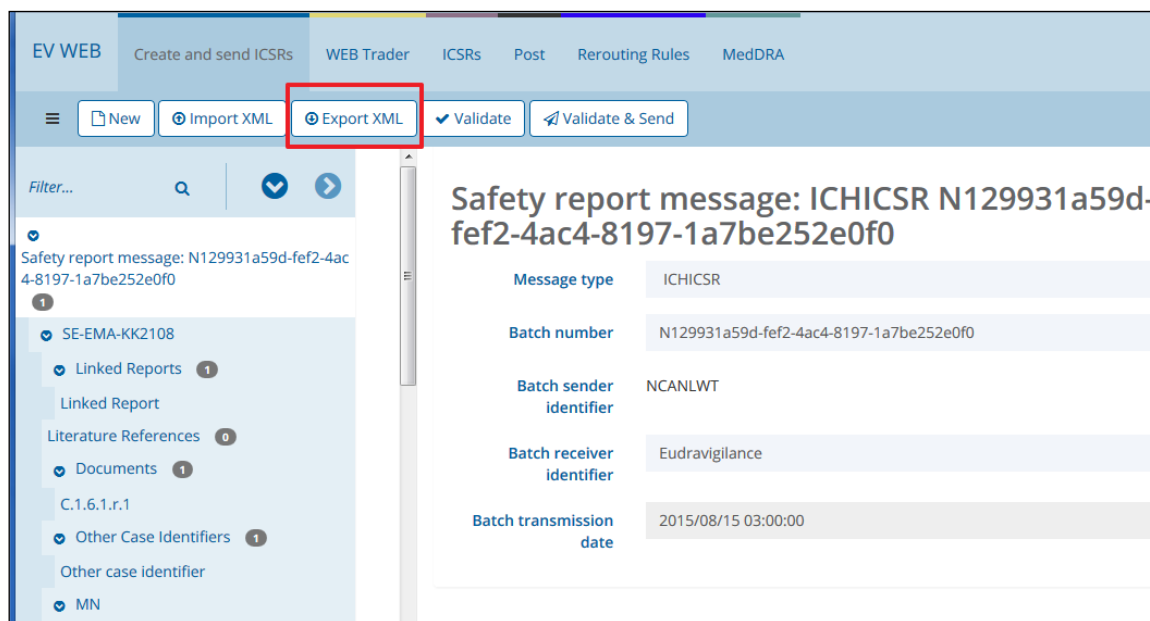 EV WEB
Create and send ICSRs
WEB Trader
ICSRs
Post
Rerouting Rules
MedDRA
New
Import XML
Export XML
Validate
Validate & Send
Filter...
Safety report message: N129931a59d-fef2-4ac
4-8197-1a7be252e0f0
1
SE-EMA-KK2108
Linked Reports 1
Linked Report
Literature References 0
Documents 1
C.1.6.1.r.1
Other Case Identifiers 1
Other case identifier
MN
Safety report message: ICHICSR N129931a59d-
fef2-4ac4-8197-1a7be252e0f0
Message type ICHICSR
Batch number N129931a59d-fef2-4ac4-8197-1a7be252e0f0
Batch sender NCANLWT
identifier
Batch receiver Eudravigilance
identifier
Batch transmission 2015/08/15 03:00:00
date